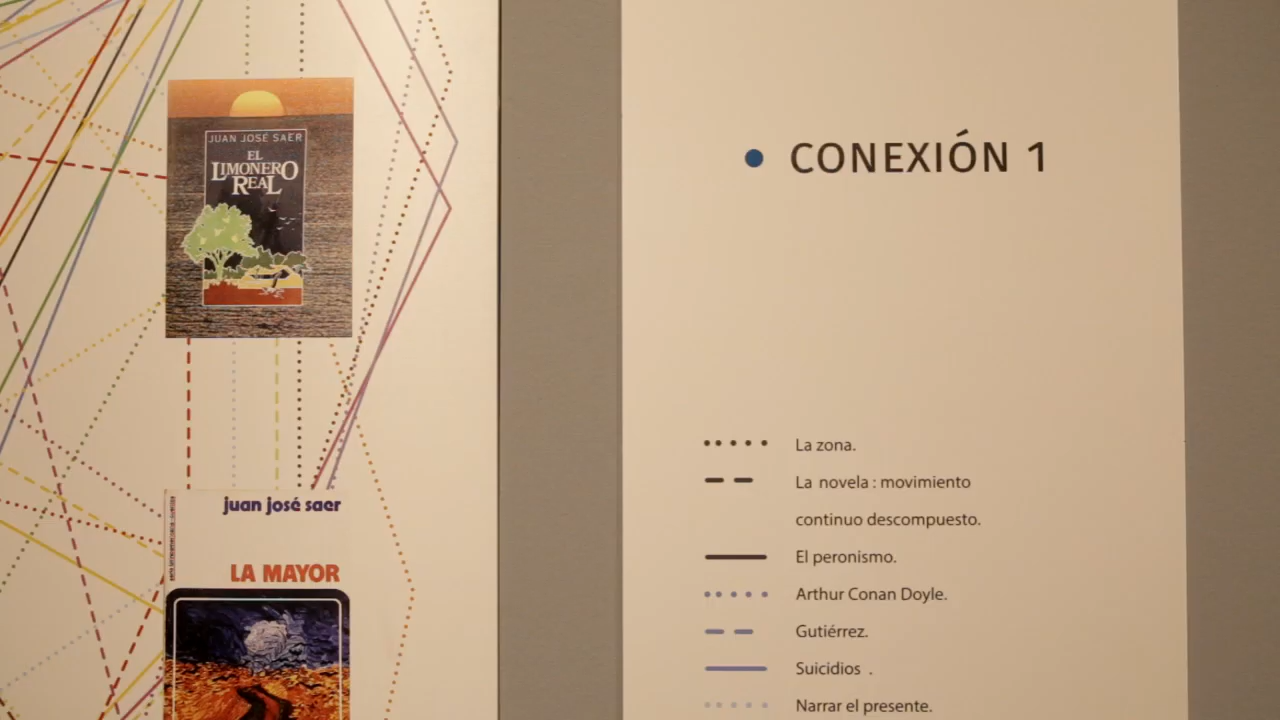 JUAN JOSÉ SAER
EL
LIMONERO
REAL
juan josé saer
LA MAYOR
CONEXIÓN 1
La zona.
La novela : movimiento
continuo descompuesto.
El peronismo.
Arthur Conan Doyle.
Gutiérrez.
Suicidios .
Narrar el presente.